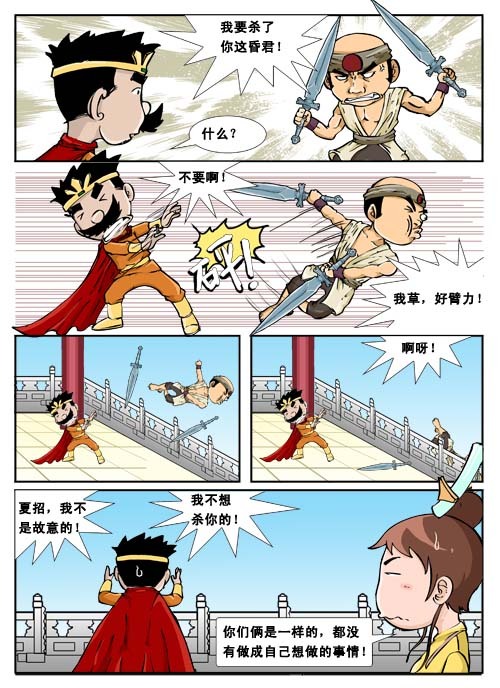 我要杀了
你这昏君！
什么？
不要啊！
砰！
我草，好臂力！
啊呀！
夏招，我不
是故意的！
我不想
杀你的！
你们俩是一样的，都没
有做成自己想做的事情！